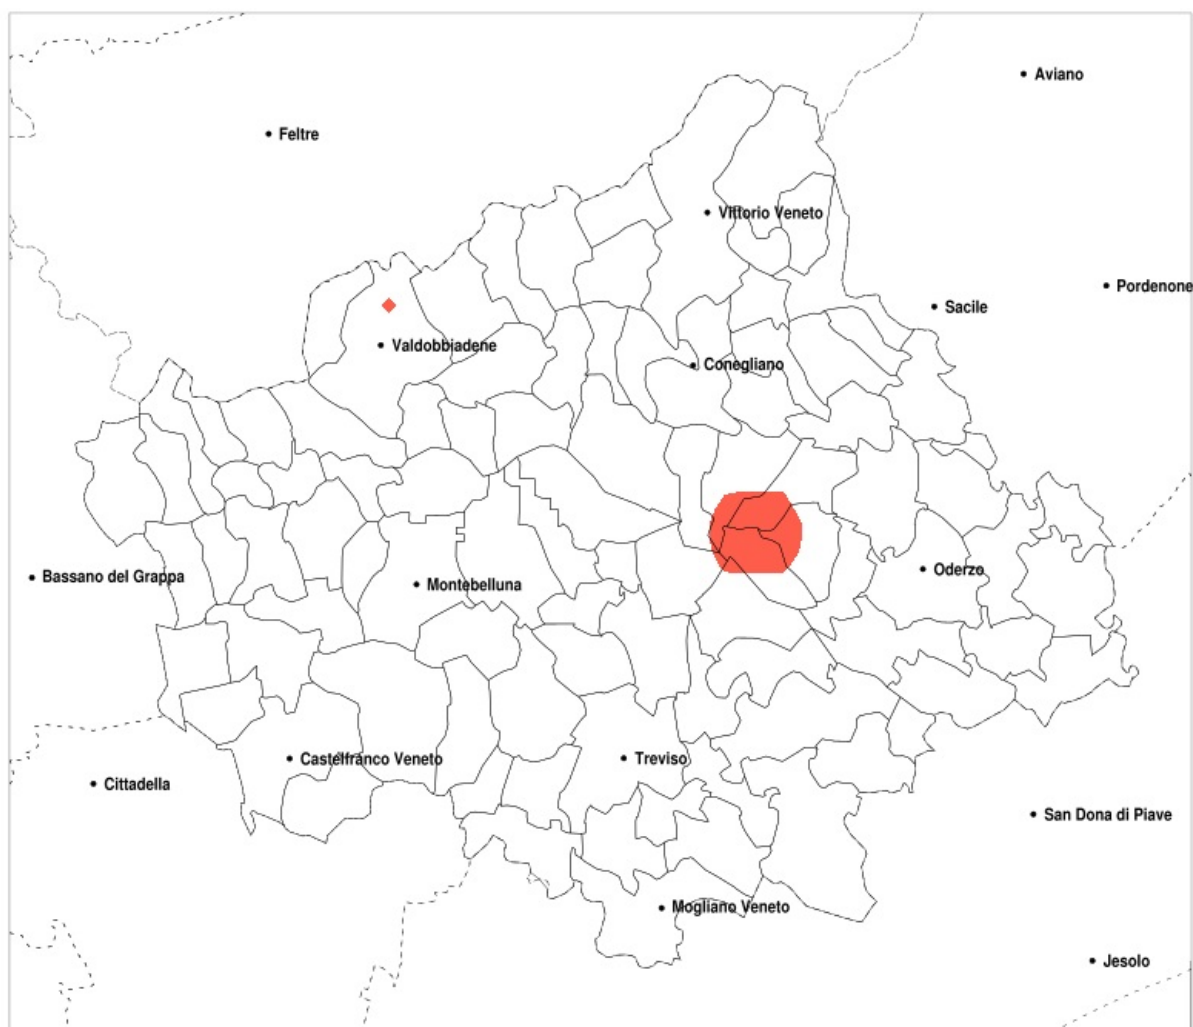 Aviano
Feltre
Vittorio Veneto
Pordenone
Sacile
Valdobbiadene
Conegliano
Oderzo
Bassano del Grappa
Montebelluna
Castelfranco Veneto
Treviso
Cittadella
San Dona di Piave
Mogliano Veneto
Jesolo